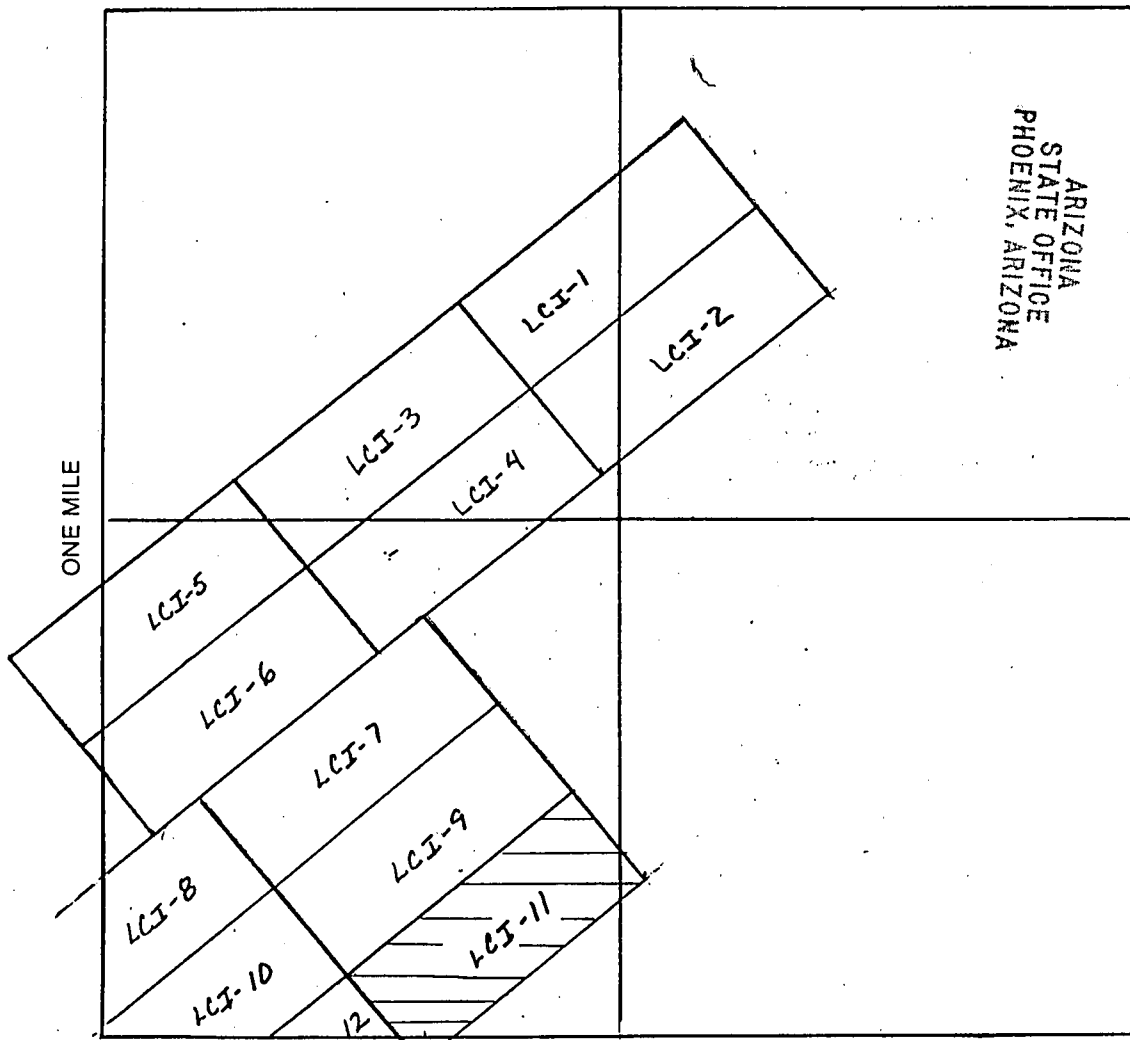 ARIZONA
STATE OFFICE
PHOENIX, ARIZONA
LCI-1
LCI-2
LCI-3
LCI-4
ONE MILE
LCI-5
LCI-6
LCI-7
LCI-9
LCI-8
LCI-11
LCI-10
12